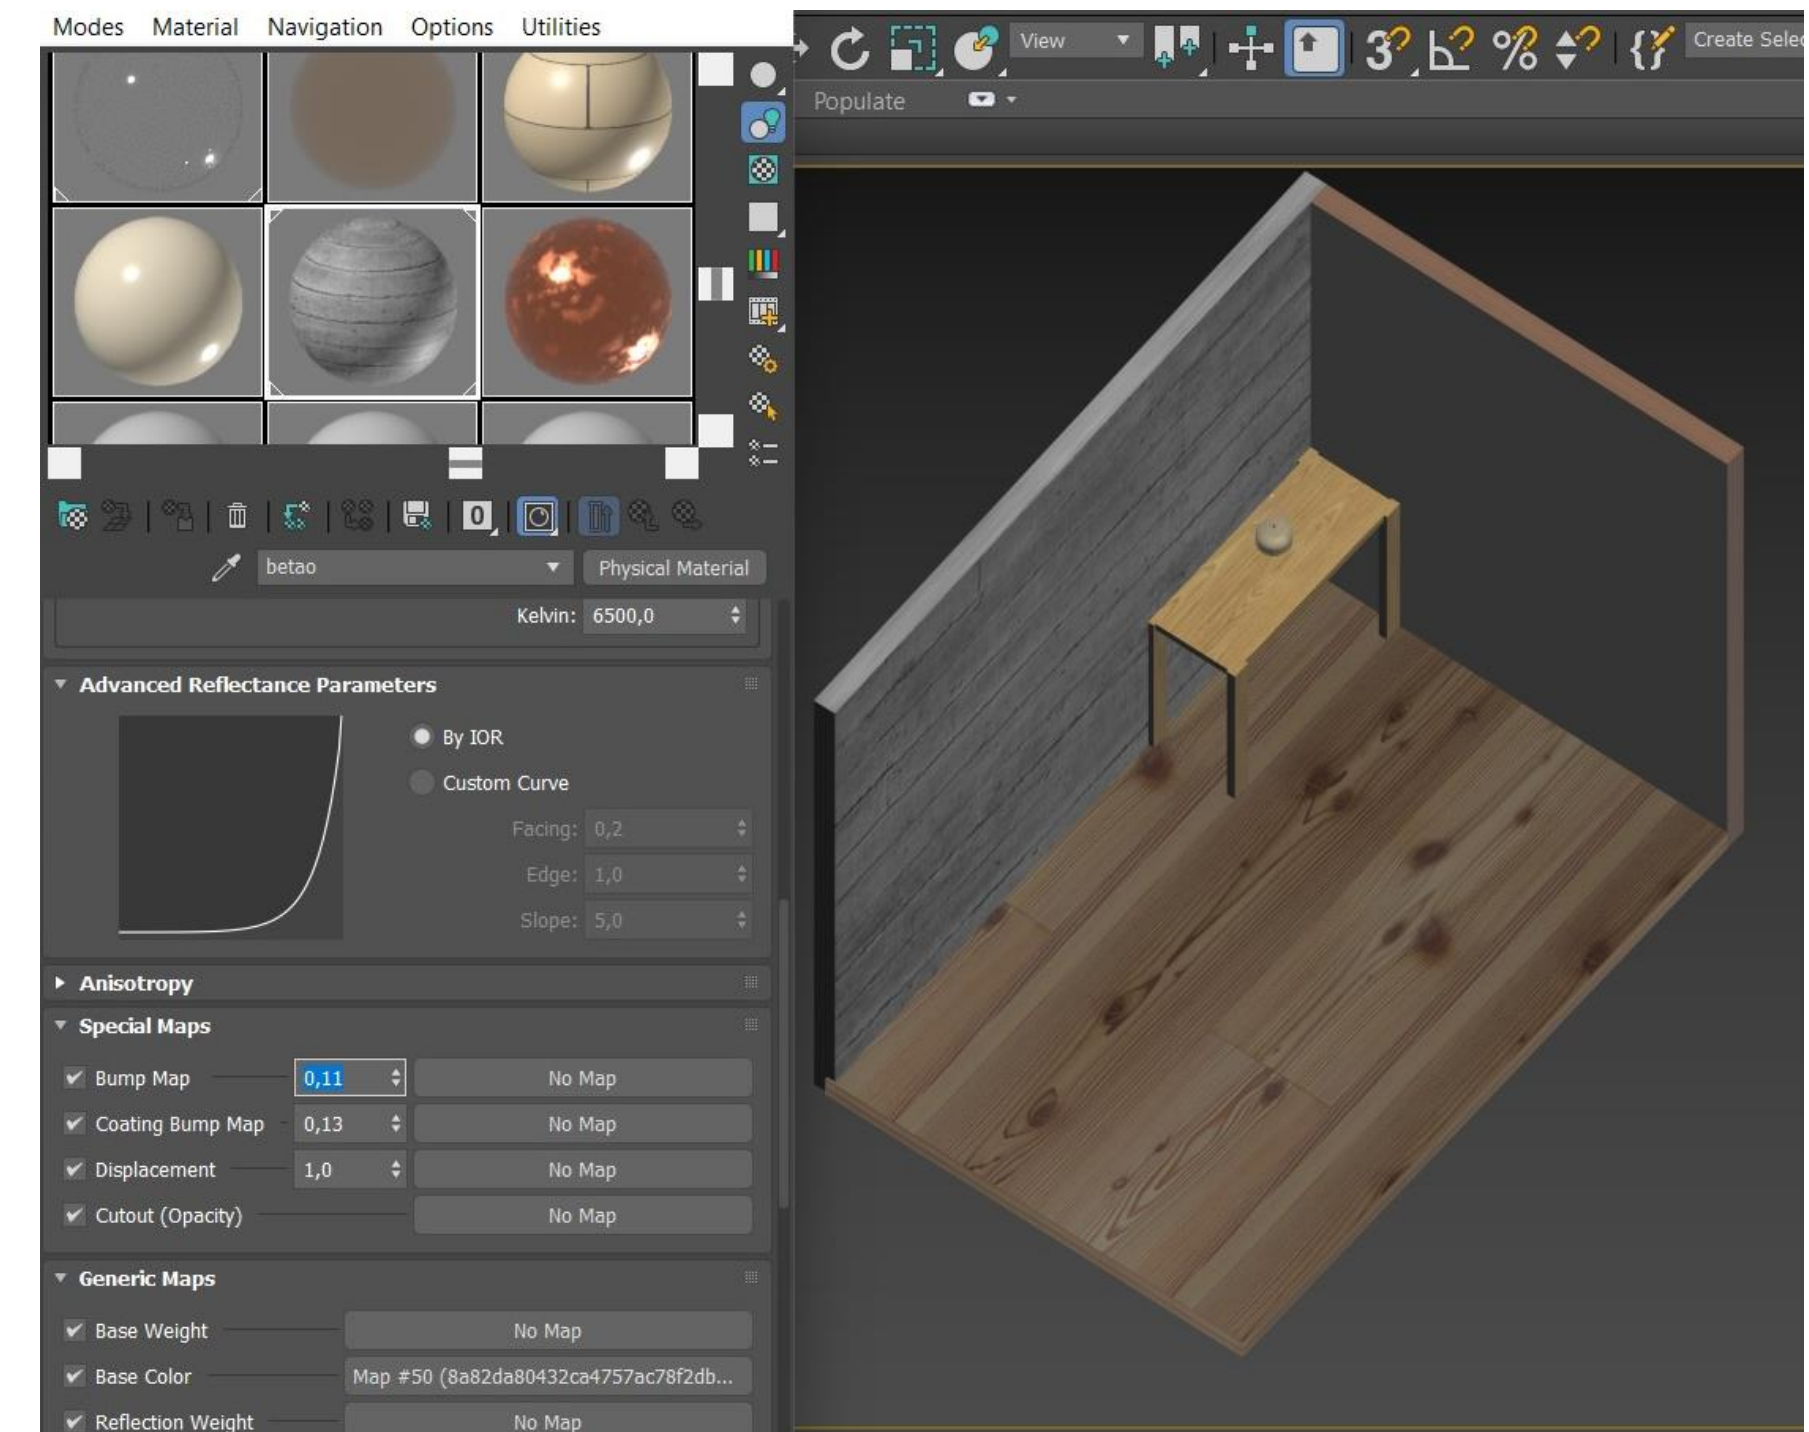 Modes Material Navigation Options Utilities
View
3
%
{}
Populate
0
betao
Physical Material
Kelvin: 6500,0
Advanced Reflectance Parameters
By IOR
Custom Curve
Facing: 0,2
Edge: 1,0
Slope: 5,0
Anisotropy
Special Maps
Bump Map 0,11 No Map
Coating Bump Map 0,13 No Map
Displacement 1,0 No Map
Cutout (Opacity) No Map
Generic Maps
Base Weight No Map
Base Color Map #50 (8a82da80432ca4757ac78f2db...
Reflection Weight No Map
Create Selec